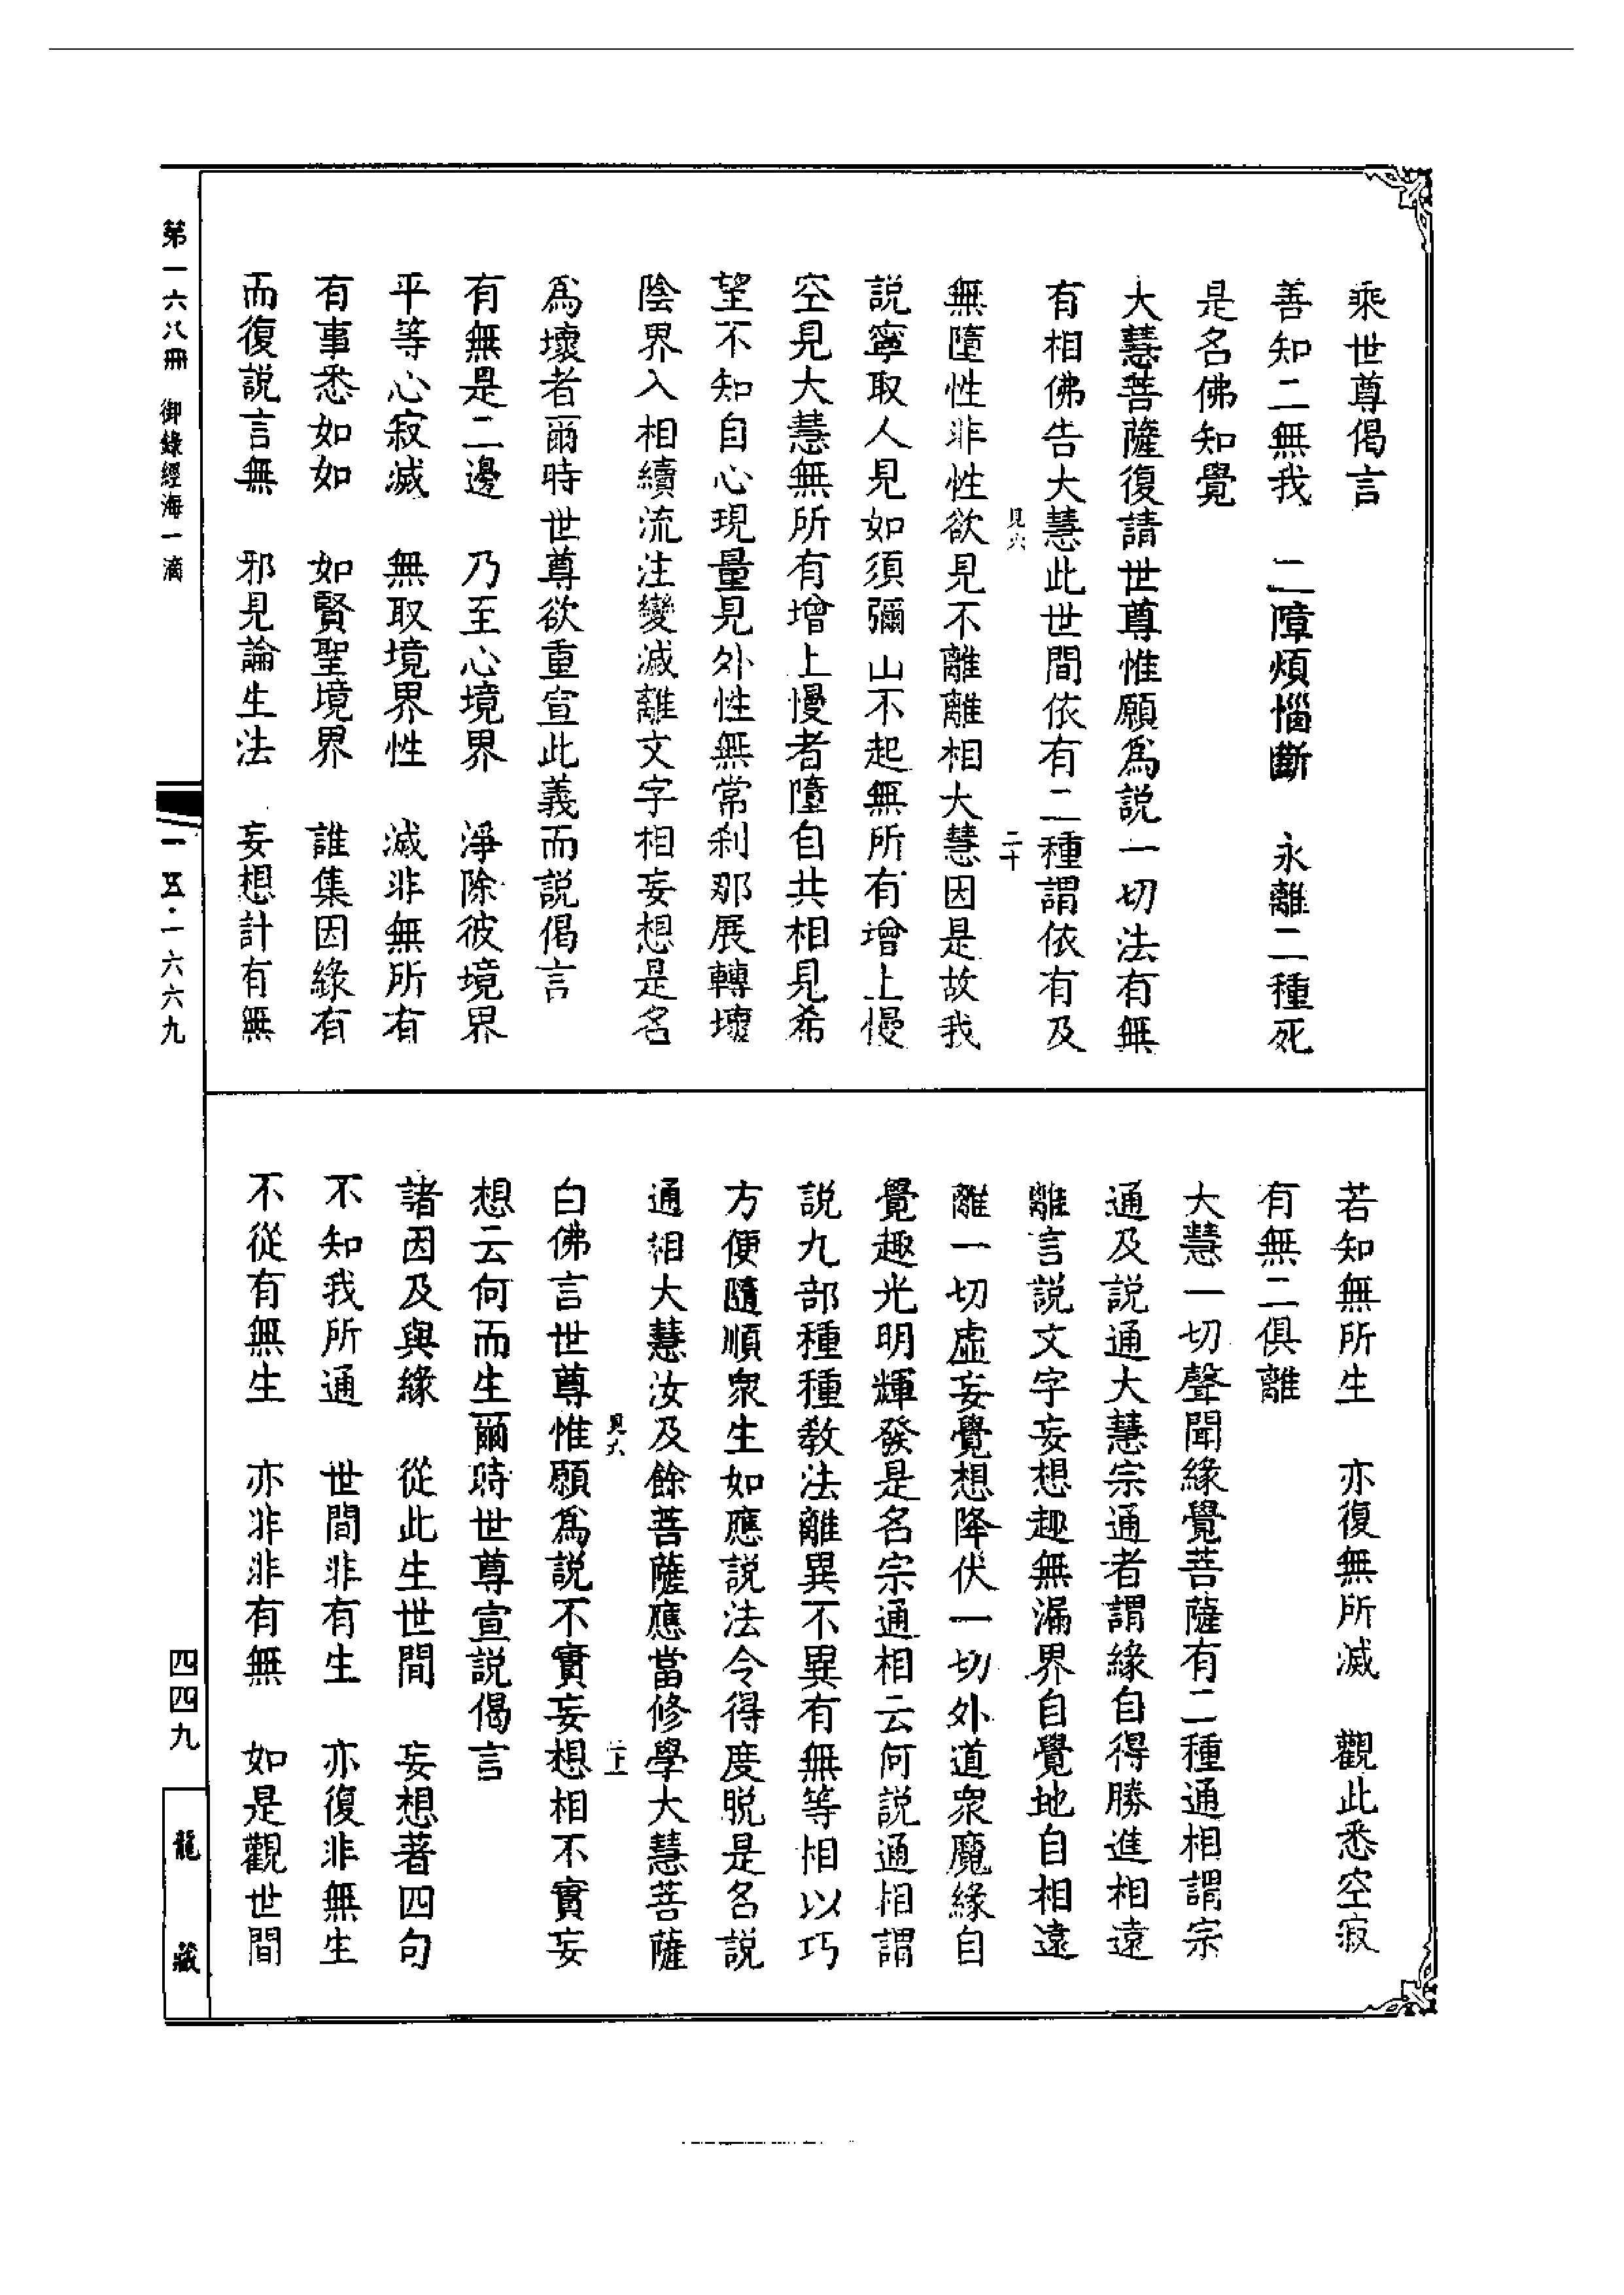 乘世尊偈言
善知二無我　二障煩惱斷　永離二種死
是名佛知覺
大慧菩薩復請世尊惟願爲說一切法有無
有相佛告大慧此世間依有二種謂依有及
見六　二十
無墮性非性欲見不離離相大慧因是故我
說寧取人見如須彌山不起無所有增上慢
空見大慧無所有增上慢者墮自共相見希
望不知自心現量見外性無常刹那展轉壞
陰界入相續流注變滅離文字相妄想是名
爲壞者爾時世尊欲重宣此義而說偈言
有無是二邊　乃至心境界　淨除彼境界
平等心寂滅　無取境界性　滅非無所有
有事悉如如　如賢聖境界　誰集因緣有
而復說言無　邪見論生法　妄想計有無
若知無所生　亦復無所滅　觀此悉空寂
有無二俱離
大慧一切聲聞緣覺菩薩有二種通相謂宗
通及說通大慧宗通者謂緣自得勝進相遠
離言說文字妄想趣無漏界自覺地自相遠
離一切虛妄覺想降伏一切外道衆魔緣自
覺趣光明輝發是名宗通相云何說通相謂
說九部種種教法離異不異有無等相以巧
方便隨順衆生如應說法令得度脫是名說
通相大慧汝及餘菩薩應當修學大慧菩薩
見六
白佛言世尊惟願爲說不實妄想相不實妄
想云何而生爾時世尊宣說偈言
諸因及與緣　從此生世間　妄想著四句
不知我所通　世間非有生　亦復非無生
不從有無生　亦非非有無　如是觀世間
第一六八冊　御錄經海一滴
一五·一六六九
四四九
龍藏